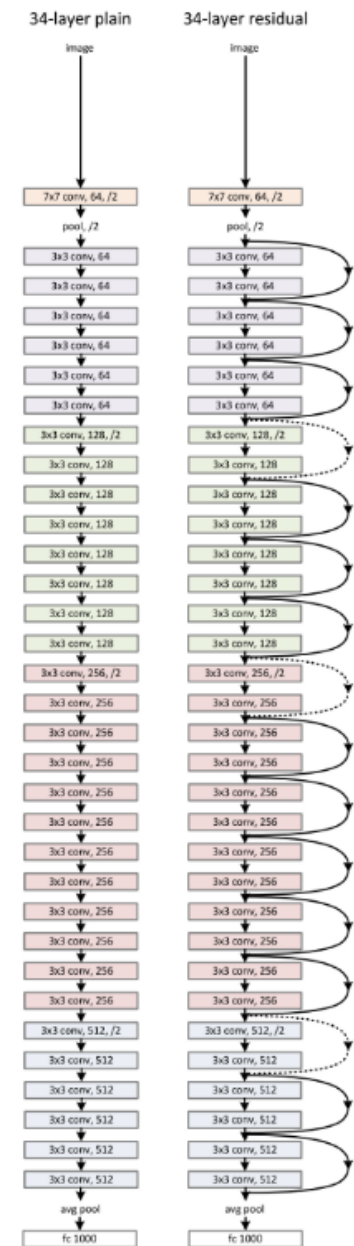 34-layer plain
image
7x7 conv, 64, /2
pool, /2
3x3 conv, 64
3x3 conv, 64
3x3 conv, 64
3x3 conv, 64
3x3 conv, 64
3x3 conv, 64
3x3 conv, 128, /2
3x3 conv, 128
3x3 conv, 128
3x3 conv, 128
3x3 conv, 128
3x3 conv, 128
3x3 conv, 128
3x3 conv, 128
3x3 conv, 256, /2
3x3 conv, 256
3x3 conv, 256
3x3 conv, 256
3x3 conv, 256
3x3 conv, 256
3x3 conv, 256
3x3 conv, 256
3x3 conv, 256
3x3 conv, 256
3x3 conv, 256
3x3 conv, 256
3x3 conv, 512, /2
3x3 conv, 512
3x3 conv, 512
3x3 conv, 512
3x3 conv, 512
3x3 conv, 512
avg pool
fc 1000
34-layer residual
image
7x7 conv, 64, /2
pool, /2
3x3 conv, 64
3x3 conv, 64
3x3 conv, 64
3x3 conv, 64
3x3 conv, 64
3x3 conv, 64
3x3 conv, 128, /2
3x3 conv, 128
3x3 conv, 128
3x3 conv, 128
3x3 conv, 128
3x3 conv, 128
3x3 conv, 128
3x3 conv, 128
3x3 conv, 256, /2
3x3 conv, 256
3x3 conv, 256
3x3 conv, 256
3x3 conv, 256
3x3 conv, 256
3x3 conv, 256
3x3 conv, 256
3x3 conv, 256
3x3 conv, 256
3x3 conv, 256
3x3 conv, 256
3x3 conv, 512, /2
3x3 conv, 512
3x3 conv, 512
3x3 conv, 512
3x3 conv, 512
3x3 conv, 512
avg pool
fc 1000